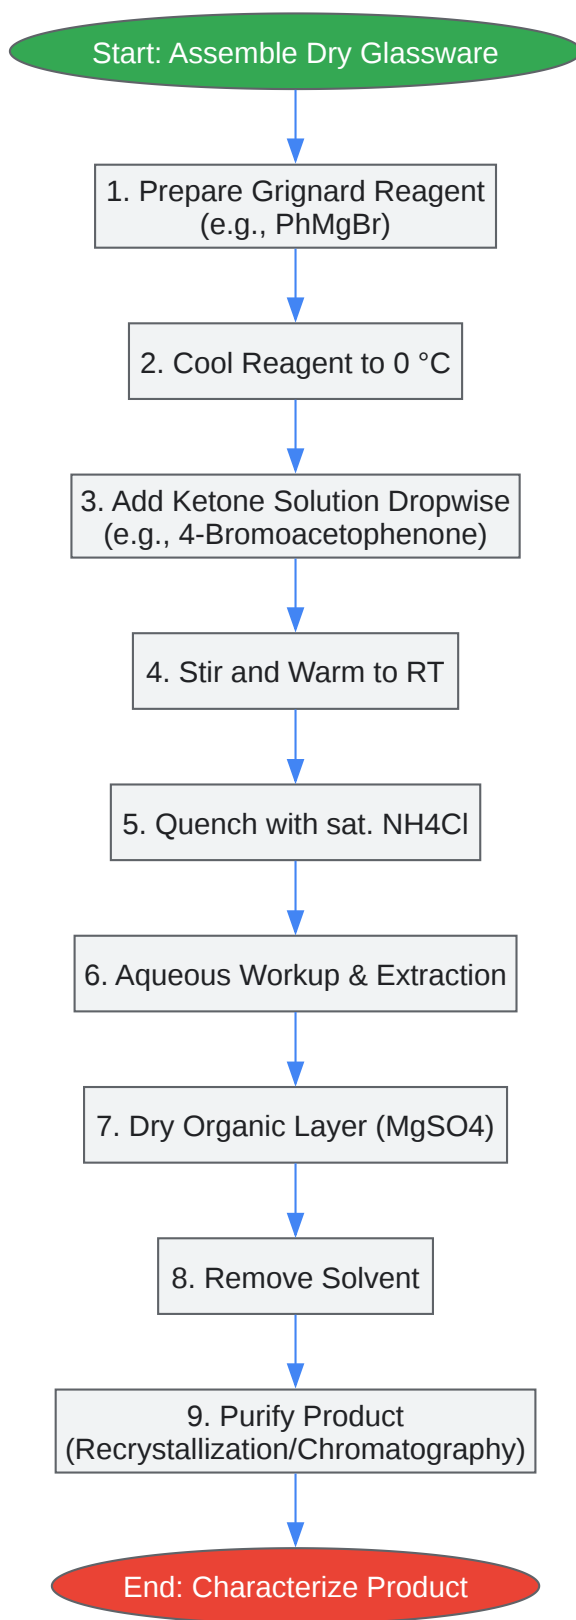 Start: Assemble Dry Glassware
1. Prepare Grignard Reagent
(e.g., PhMgBr)
2. Cool Reagent to 0 °C
3. Add Ketone Solution Dropwise
(e.g., 4-Bromoacetophenone)
4. Stir and Warm to RT
5. Quench with sat. NH4Cl
6. Aqueous Workup & Extraction
7. Dry Organic Layer (MgSO4)
8. Remove Solvent
9. Purify Product
(Recrystallization/Chromatography)
End: Characterize Product